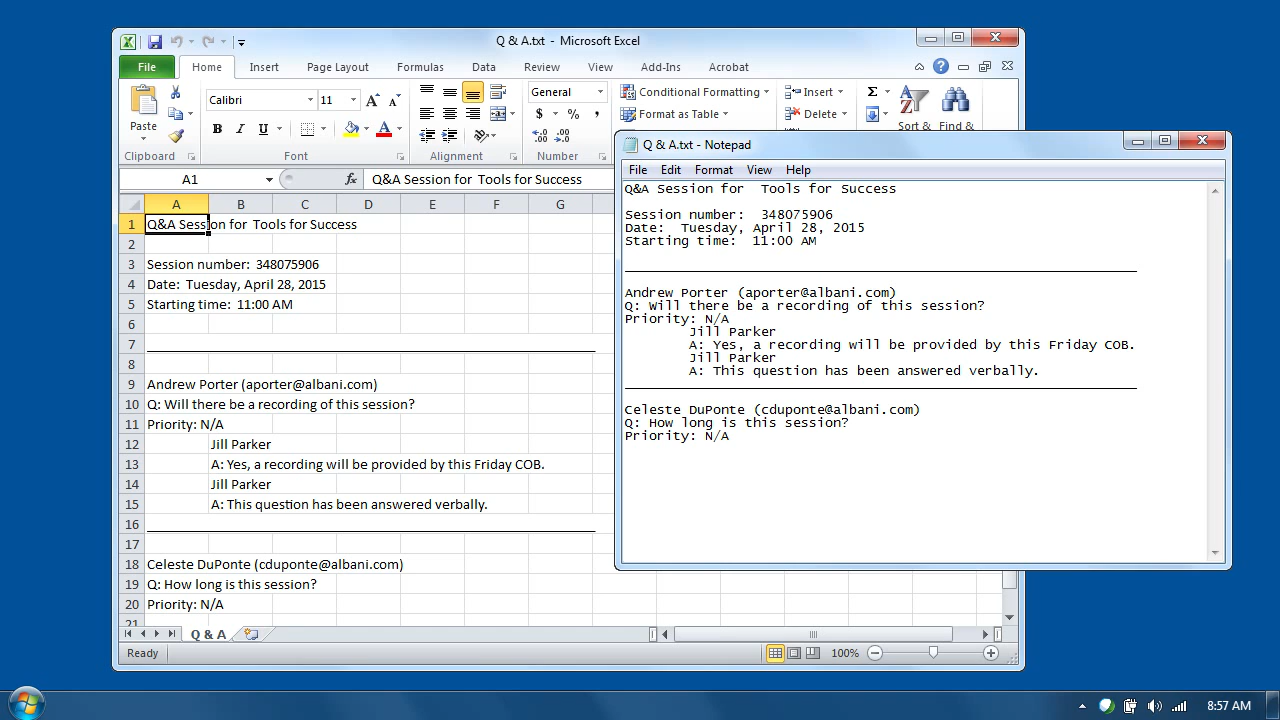 Q & A.txt - Microsoft Excel
File Home Insert Page Layout Formulas Data Review View Add-Ins Acrobat
Paste
Clipboard
Calibri 11
B I U
Font
Alignment
General
$ % ,
Number
Conditional Formatting
Format as Table
Insert
Delete
Σ
Sort & Find &
A1 fx Q&A Session for  Tools for Success
A B C D E F G
1 Q&A Session for  Tools for Success
2
3 Session number:  348075906
4 Date:  Tuesday, April 28, 2015
5 Starting time:  11:00 AM
6
7
8
9 Andrew Porter (aporter@albani.com)
10 Q: Will there be a recording of this session?
11 Priority: N/A
12 Jill Parker
13 A: Yes, a recording will be provided by this Friday COB.
14 Jill Parker
15 A: This question has been answered verbally.
16
17
18 Celeste DuPonte (cduponte@albani.com)
19 Q: How long is this session?
20 Priority: N/A
21
Q & A
Ready
100%
Q & A.txt - Notepad
File Edit Format View Help
Q&A Session for  Tools for Success
Session number:  348075906
Date:  Tuesday, April 28, 2015
Starting time:  11:00 AM
Andrew Porter (aporter@albani.com)
Q: Will there be a recording of this session?
Priority: N/A
Jill Parker
A: Yes, a recording will be provided by this Friday COB.
Jill Parker
A: This question has been answered verbally.
Celeste DuPonte (cduponte@albani.com)
Q: How long is this session?
Priority: N/A
8:57 AM